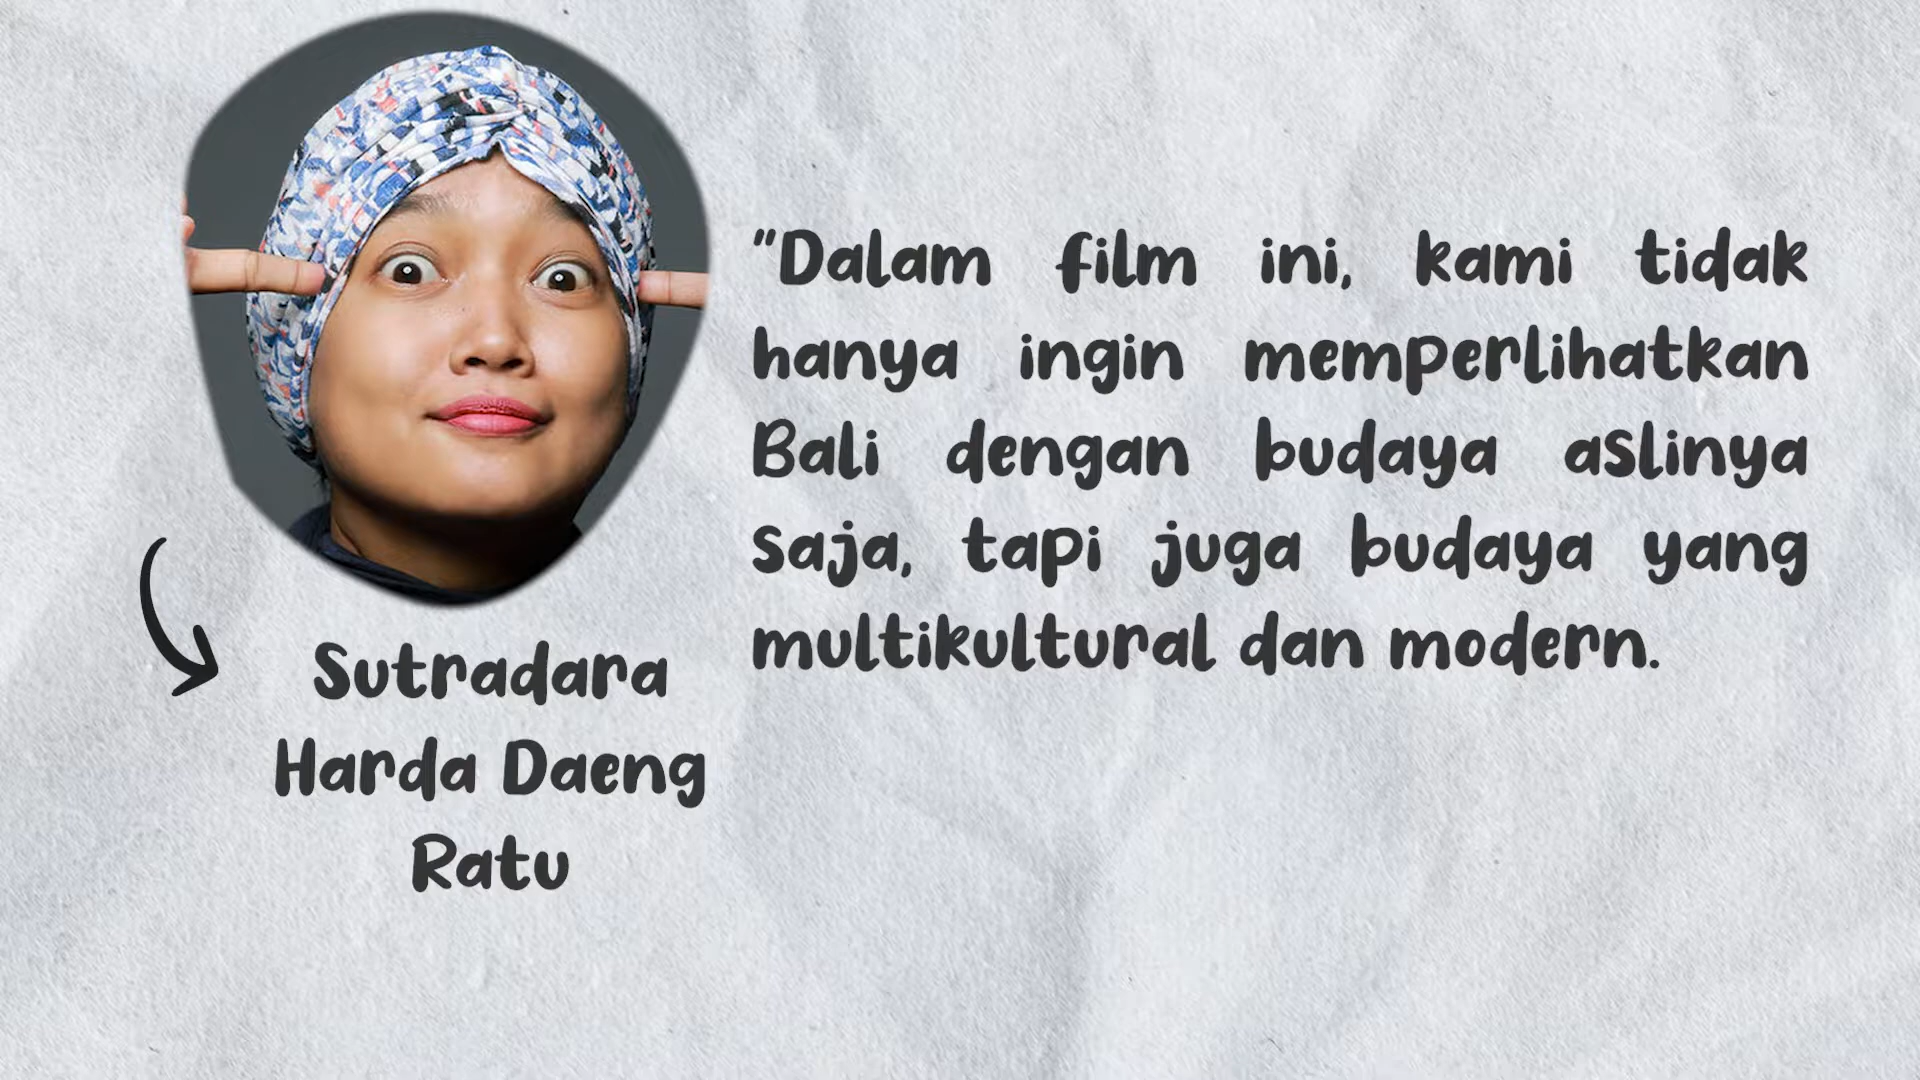 Sutradara
Harda Daeng
Ratu
"Dalam film ini, kami tidak
hanya ingin memperlihatkan
Bali dengan budaya aslinya
saja, tapi juga budaya yang
multikultural dan modern.